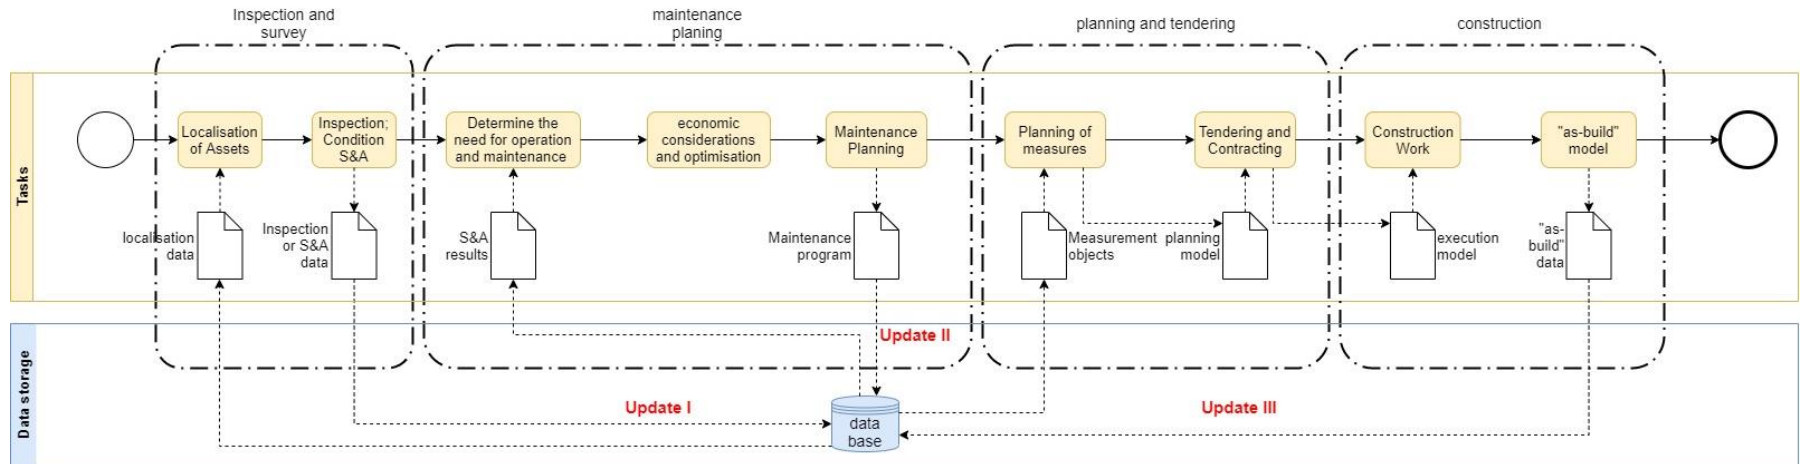 Inspection and
survey
maintenance
planing
planning and tendering
construction
Tasks
Localisation
of Assets
Inspection;
Condition
S&A
Determine the
need for operation
and maintenance
economic
considerations
and optimisation
Maintenance
Planning
Planning of
measures
Tendering and
Contracting
Construction
Work
"as-build"
model
localisation
data
Inspection
or S&A
data
S&A
results
Maintenance
program
Measurement
objects
planning
model
execution
model
"as-
build"
data
Data storage
Update II
Update I
Update III
data
base